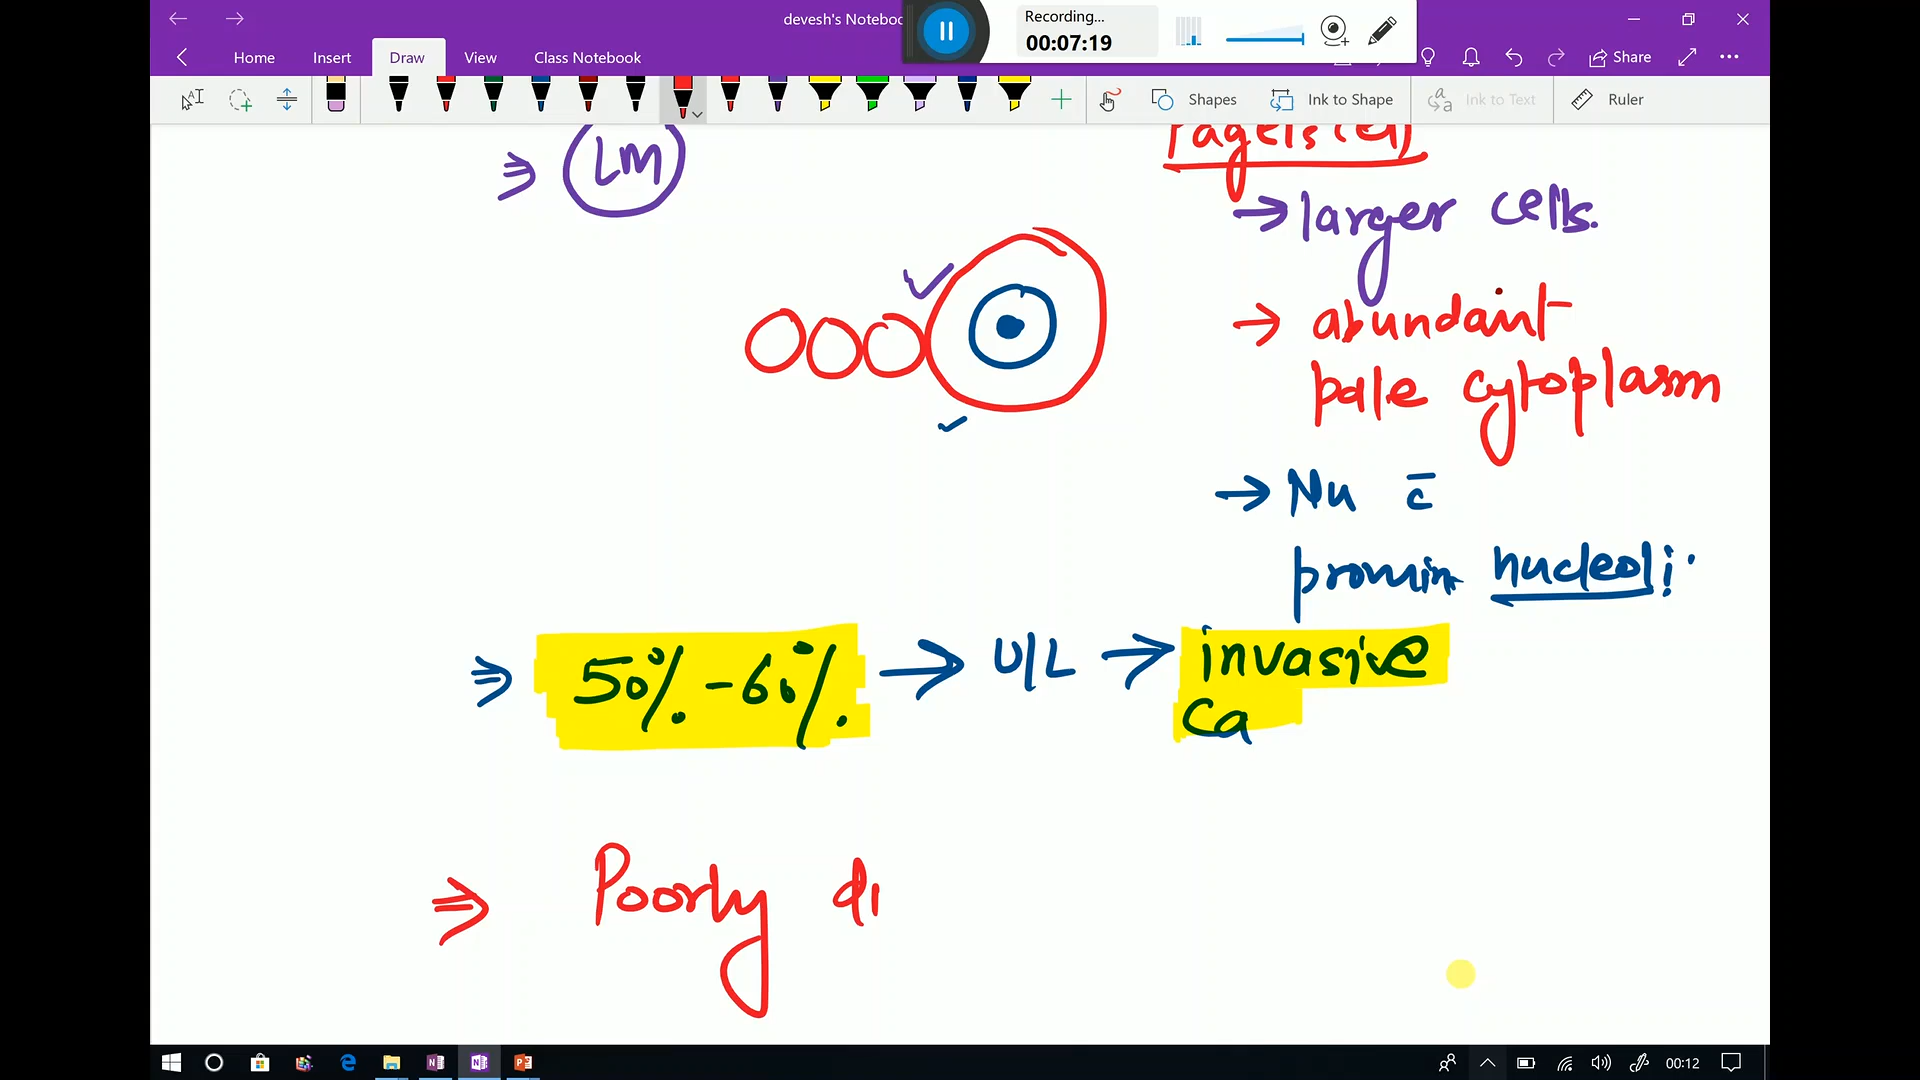 devesh's Noteboo
Recording...
00:07:19
Home Insert Draw View Class Notebook
Share
Shapes Ink to Shape Ink to Text Ruler
Paget's cell
⇒ LM
→ larger cells.
→ abundant
pale cytoplasm
→ Nu c̄
promin nucleoli
⇒ 50% - 60% → U/L → invasive
Ca
⇒ Poorly di
00:12